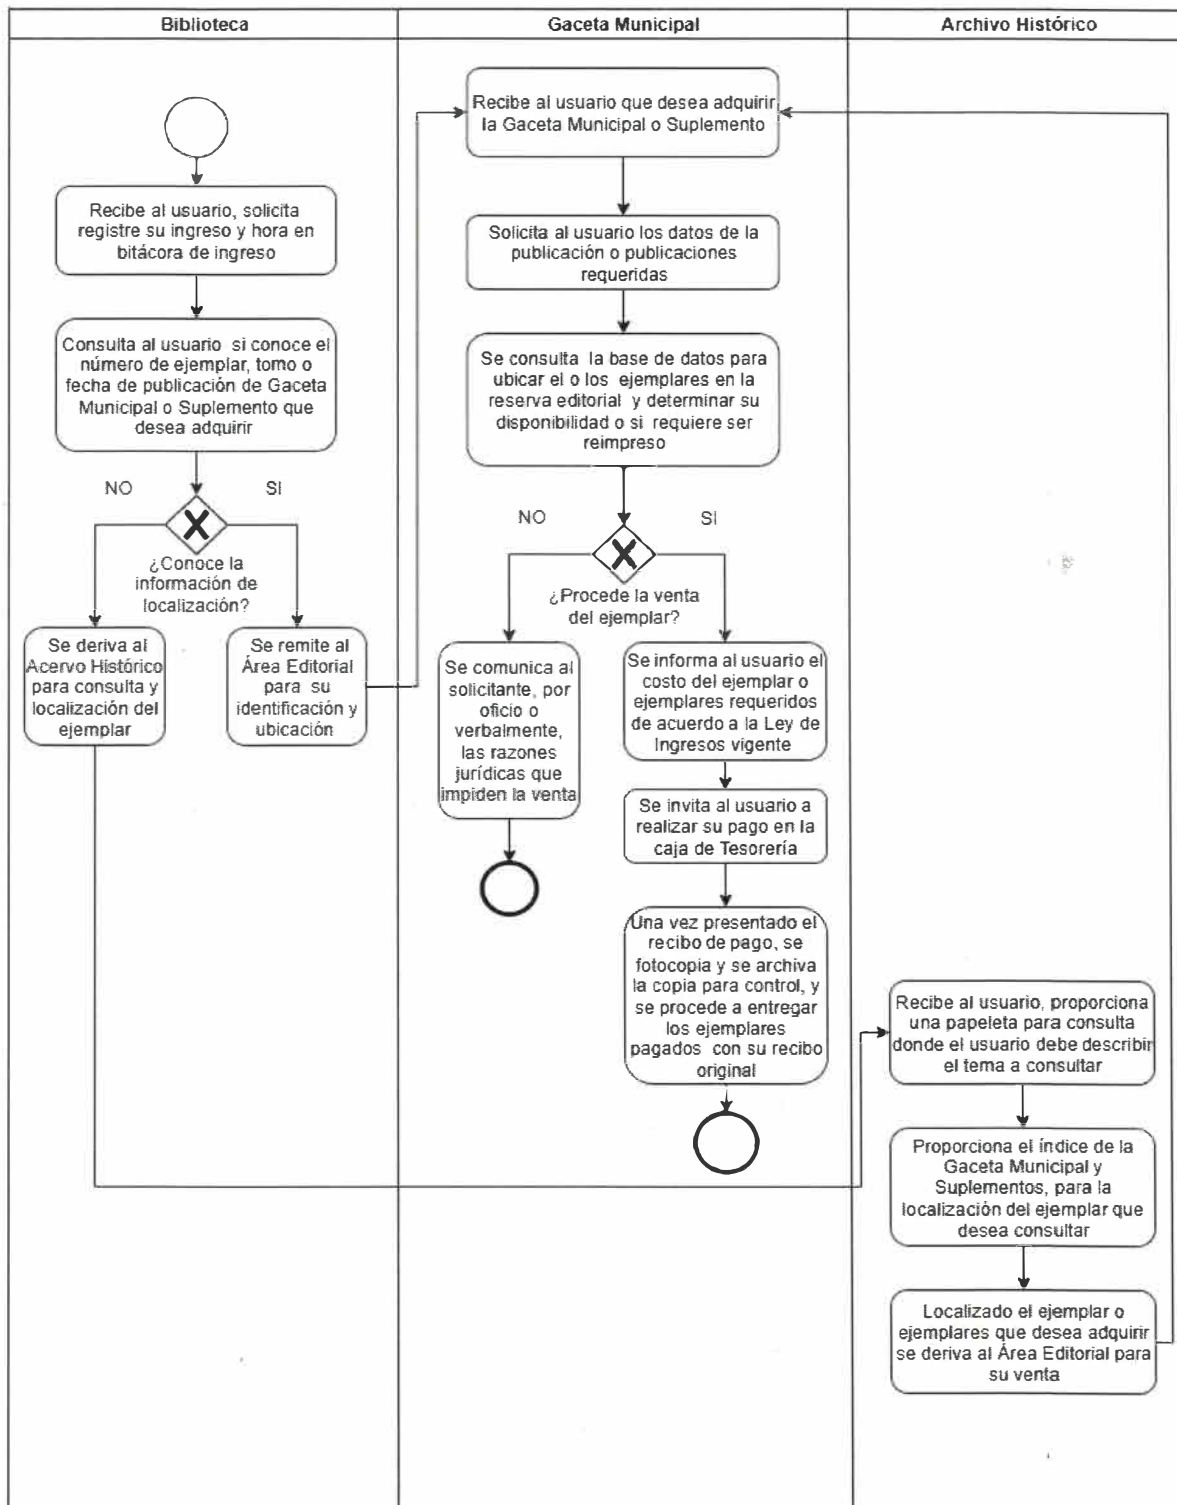 Biblioteca
Gaceta Municipal
Archivo Histórico
Recibe al usuario, solicita
registre su ingreso y hora en
bitácora de ingreso
Consulta al usuario si conoce el
número de ejemplar, tomo o
fecha de publicación de Gaceta
Municipal o Suplemento que
desea adquirir
NO
SI
¿Conoce la
información de
localización?
Se deriva al
Acervo Histórico
para consulta y
localización del
ejemplar
Se remite al
Área Editorial
para su
identificación y
ubicación
Recibe al usuario que desea adquirir
la Gaceta Municipal o Suplemento
Solicita al usuario los datos de la
publicación o publicaciones
requeridas
Se consulta la base de datos para
ubicar el o los ejemplares en la
reserva editorial y determinar su
disponibilidad o si requiere ser
reimpreso
NO
SI
¿Procede la venta
del ejemplar?
Se comunica al
solicitante, por
oficio o
verbalmente,
las razones
jurídicas que
impiden la venta
Se informa al usuario el
costo del ejemplar o
ejemplares requeridos
de acuerdo a la Ley de
Ingresos vigente
Se invita al usuario a
realizar su pago en la
caja de Tesorería
Una vez presentado el
recibo de pago, se
fotocopia y se archiva
la copia para control, y
se procede a entregar
los ejemplares
pagados con su recibo
original
Recibe al usuario, proporciona
una papeleta para consulta
donde el usuario debe describir
el tema a consultar
Proporciona el índice de la
Gaceta Municipal y
Suplementos, para la
localización del ejemplar que
desea consultar
Localizado el ejemplar o
ejemplares que desea adquirir
se deriva al Área Editorial para
su venta